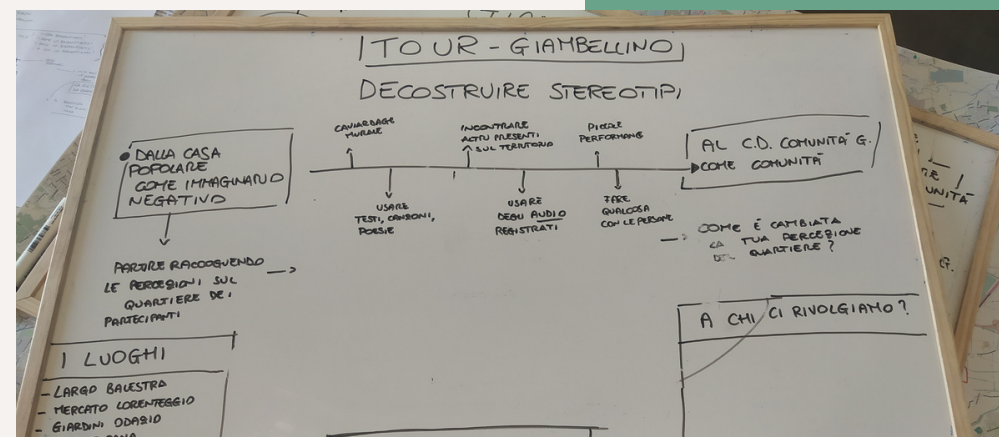 TOUR - GIAMBELLINO
DECOSTRUIRE STEREOTIPI
DALLA CASA
POPOLARE
COME IMMAGINARIO
NEGATIVO
PARTIRE RACCOGLIENDO
LE PERCEZIONI SUL
QUARTIERE DEI
PARTECIPANTI
CAVIARDAGE
MURALE
USARE
TESTI, CANZONI,
POESIE
INCONTRARE
ATTORI PRESENTI
SUL TERRITORIO
USARE
DEGLI AUDIO
REGISTRATI
PICCOLE
PERFORMANCE
FARE
QUALCOSA
CON LE PERSONE
AL C.D. COMUNITÀ G.
COME COMUNITÀ
COME È CAMBIATA
LA TUA PERCEZIONE
DEL QUARTIERE?
I LUOGHI
- LARGO BALESTRA
- MERCATO LORENTEGGIO
- GIARDINI ODAZIO
A CHI CI RIVOLGIAMO?